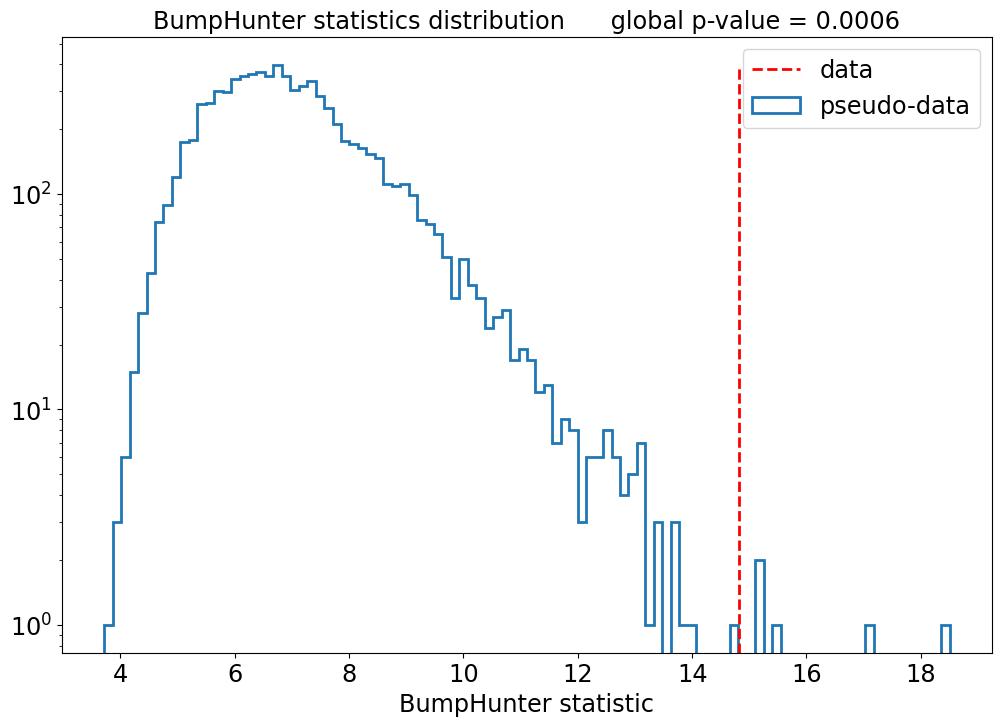 BumpHunter statistics distribution      global p-value = 0.0006
data
pseudo-data
10²
10¹
10⁰
4 6 8 10 12 14 16 18
BumpHunter statistic